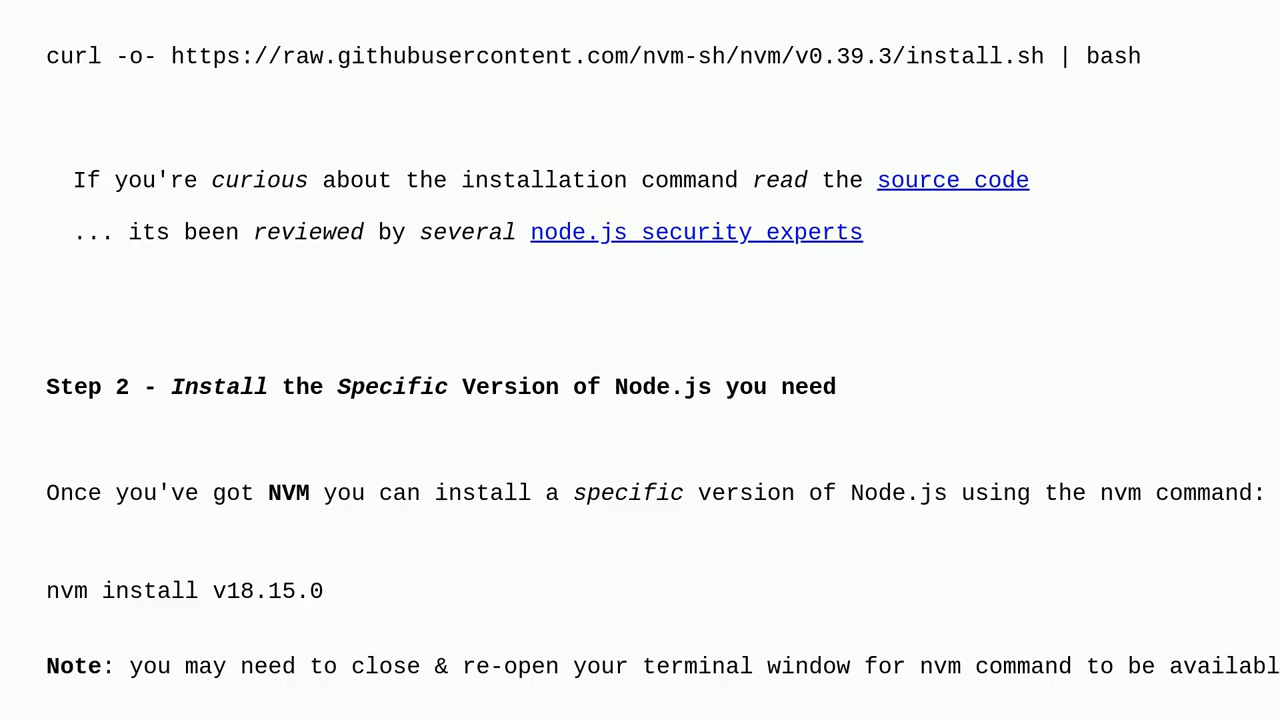 curl -o- https://raw.githubusercontent.com/nvm-sh/nvm/v0.39.3/install.sh | bash
If you're curious about the installation command read the source code
... its been reviewed by several node.js security experts
Step 2 - Install the Specific Version of Node.js you need
Once you've got NVM you can install a specific version of Node.js using the nvm command:
nvm install v18.15.0
Note: you may need to close & re-open your terminal window for nvm command to be availabl